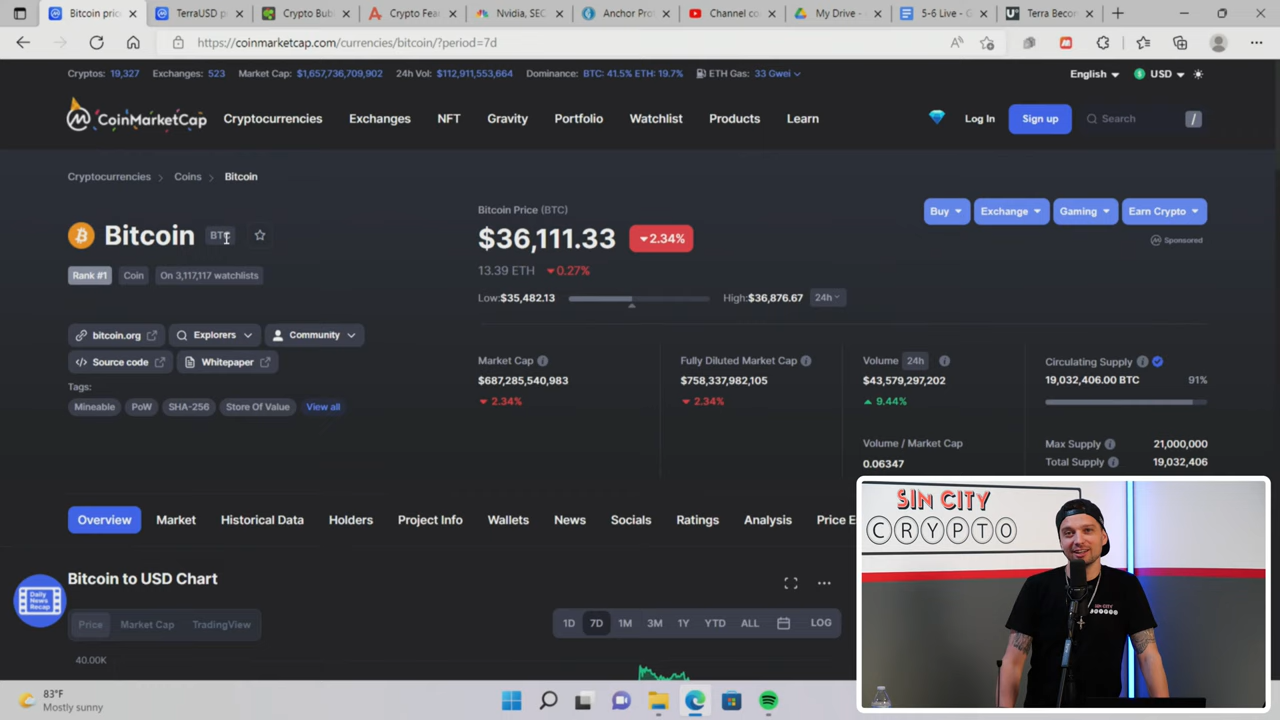 Bitcoin pric
TerraUSD p
Crypto Bub
Crypto Fea
Nvidia, SEC
Anchor Pro
Channel co
My Drive -
5-6 Live - G
Terra Becom
https://coinmarketcap.com/currencies/bitcoin/?period=7d
Cryptos: 19,327 Exchanges: 523 Market Cap: $1,657,736,709,902 24h Vol: $112,911,553,664 Dominance: BTC: 41.5% ETH: 19.7% ETH Gas: 33 Gwei
English USD
CoinMarketCap Cryptocurrencies Exchanges NFT Gravity Portfolio Watchlist Products Learn Log In Sign up Search /
Cryptocurrencies > Coins > Bitcoin
Bitcoin BTC
Rank #1 Coin On 3,117,117 watchlists
bitcoin.org Explorers Community
Source code Whitepaper
Tags:
Mineable PoW SHA-256 Store Of Value View all
Bitcoin Price (BTC)
$36,111.33 2.34%
13.39 ETH 0.27%
Low:$35,482.13 High:$36,876.67 24h
Buy Exchange Gaming Earn Crypto
Sponsored
Market Cap
$687,285,540,983
2.34%
Fully Diluted Market Cap
$758,337,982,105
2.34%
Volume 24h
$43,579,297,202
9.44%
Volume / Market Cap
0.06347
Circulating Supply
19,032,406.00 BTC 91%
Max Supply 21,000,000
Total Supply 19,032,406
Overview Market Historical Data Holders Project Info Wallets News Socials Ratings Analysis Price E
Bitcoin to USD Chart
Price Market Cap TradingView
1D 7D 1M 3M 1Y YTD ALL LOG
40.00K
Daily
News
Recap
SIN CITY
CRYPTO
SIN CITY
CRYPTO
83°F
Mostly sunny